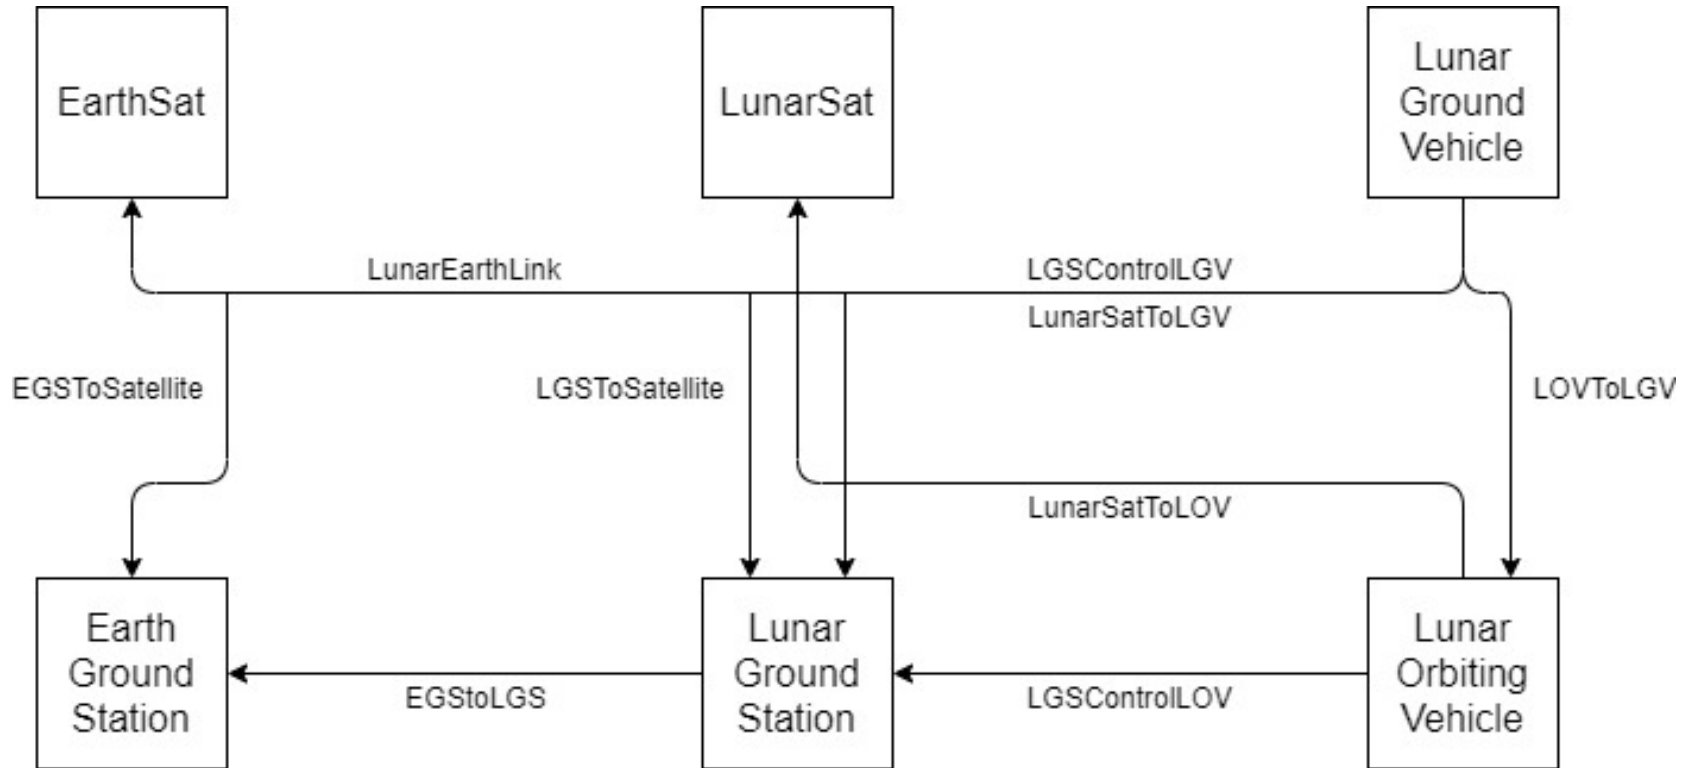 EarthSat
LunarSat
Lunar
Ground
Vehicle
LunarEarthLink
LGSControlLGV
LunarSatToLGV
EGSToSatellite
LGSToSatellite
LOVToLGV
LunarSatToLOV
Earth
Ground
Station
EGStoLGS
Lunar
Ground
Station
LGSControlLOV
Lunar
Orbiting
Vehicle